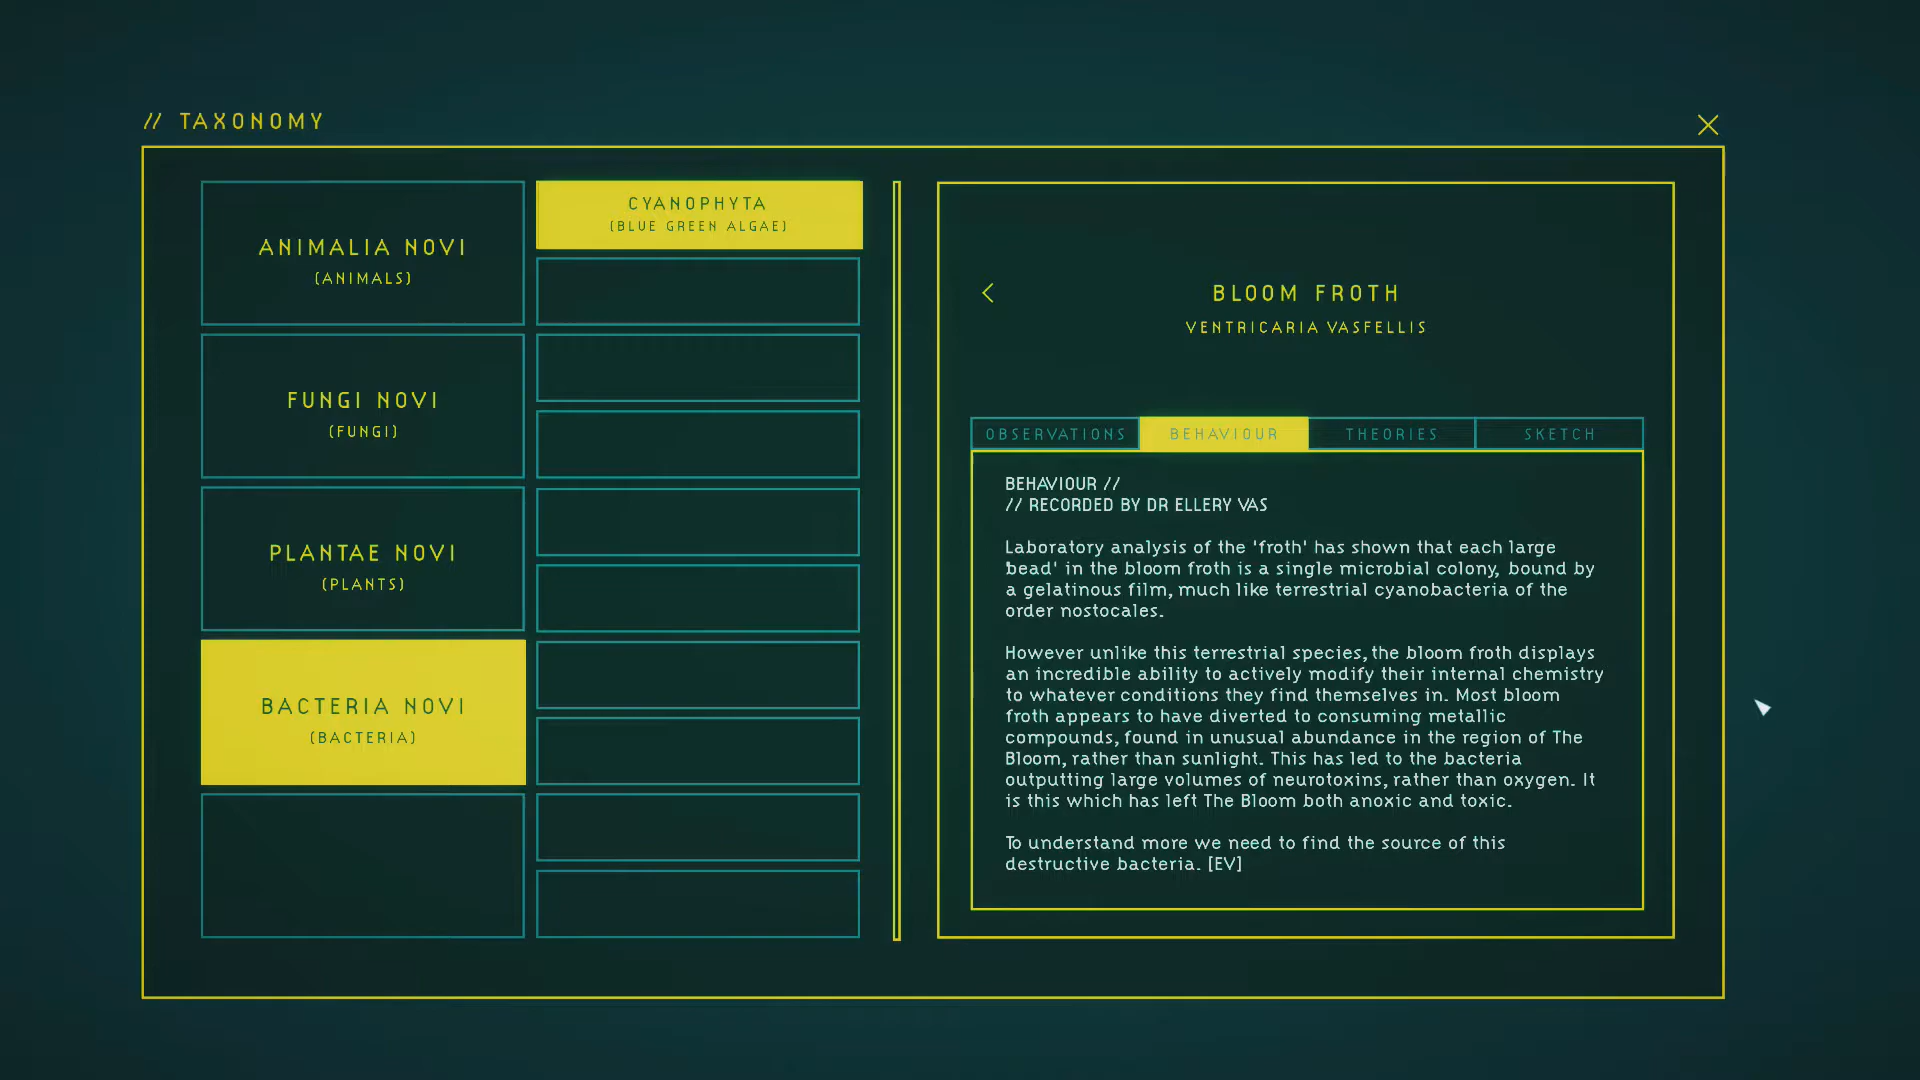 // TAXONOMY
ANIMALIA NOVI
(ANIMALS)
FUNGI NOVI
(FUNGI)
PLANTAE NOVI
(PLANTS)
BACTERIA NOVI
(BACTERIA)
CYANOPHYTA
(BLUE GREEN ALGAE)
BLOOM FROTH
VENTRICARIA VASFELLIS
OBSERVATIONS
BEHAVIOUR
THEORIES
SKETCH
BEHAVIOUR //
// RECORDED BY DR ELLERY VAS
Laboratory analysis of the 'froth' has shown that each large
'bead' in the bloom froth is a single microbial colony, bound by
a gelatinous film, much like terrestrial cyanobacteria of the
order nostocales.
However unlike this terrestrial species, the bloom froth displays
an incredible ability to actively modify their internal chemistry
to whatever conditions they find themselves in. Most bloom
froth appears to have diverted to consuming metallic
compounds, found in unusual abundance in the region of The
Bloom, rather than sunlight. This has led to the bacteria
outputting large volumes of neurotoxins, rather than oxygen. It
is this which has left The Bloom both anoxic and toxic.
To understand more we need to find the source of this
destructive bacteria. [EV]